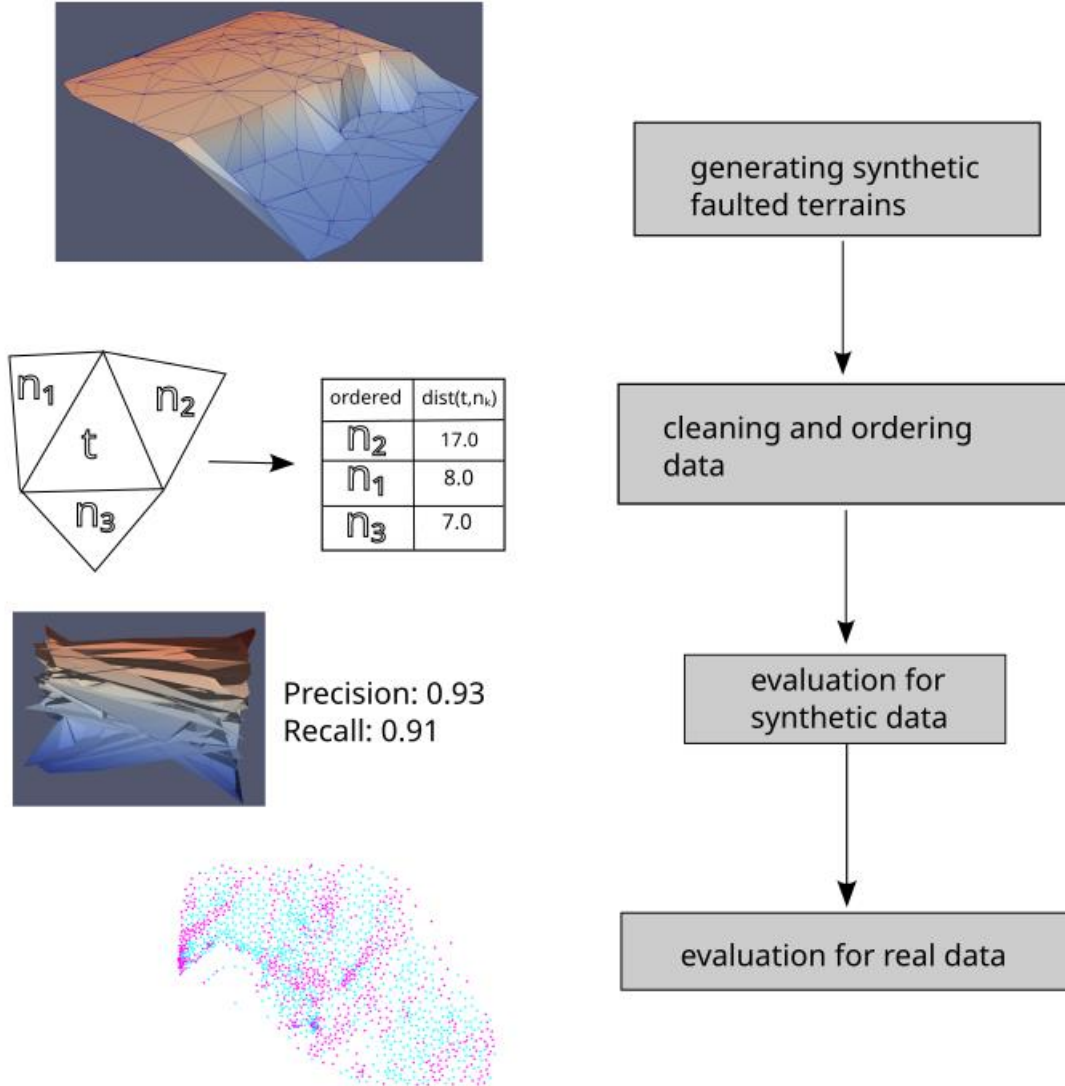 generating synthetic
faulted terrains
n₁
n₂
t
n₃
ordered dist(t,nₖ)
n₂ 17.0
n₁ 8.0
n₃ 7.0
cleaning and ordering
data
Precision: 0.93
Recall: 0.91
evaluation for
synthetic data
evaluation for real data